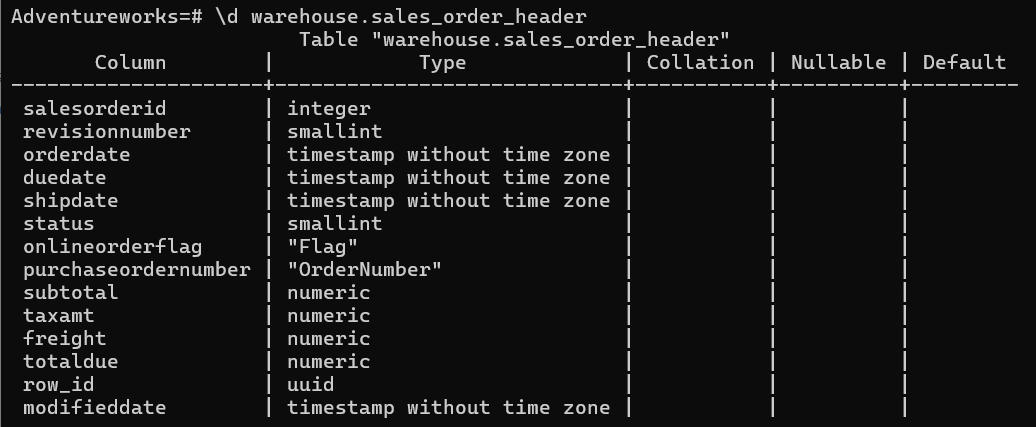 Adventureworks=# \d warehouse.sales_order_header
Table "warehouse.sales_order_header"
Column | Type | Collation | Nullable | Default
---------------------+-----------------------------+-----------+----------+---------
salesorderid | integer | | |
revisionnumber | smallint | | |
orderdate | timestamp without time zone | | |
duedate | timestamp without time zone | | |
shipdate | timestamp without time zone | | |
status | smallint | | |
onlineorderflag | "Flag" | | |
purchaseordernumber | "OrderNumber" | | |
subtotal | numeric | | |
taxamt | numeric | | |
freight | numeric | | |
totaldue | numeric | | |
row_id | uuid | | |
modifieddate | timestamp without time zone | | |